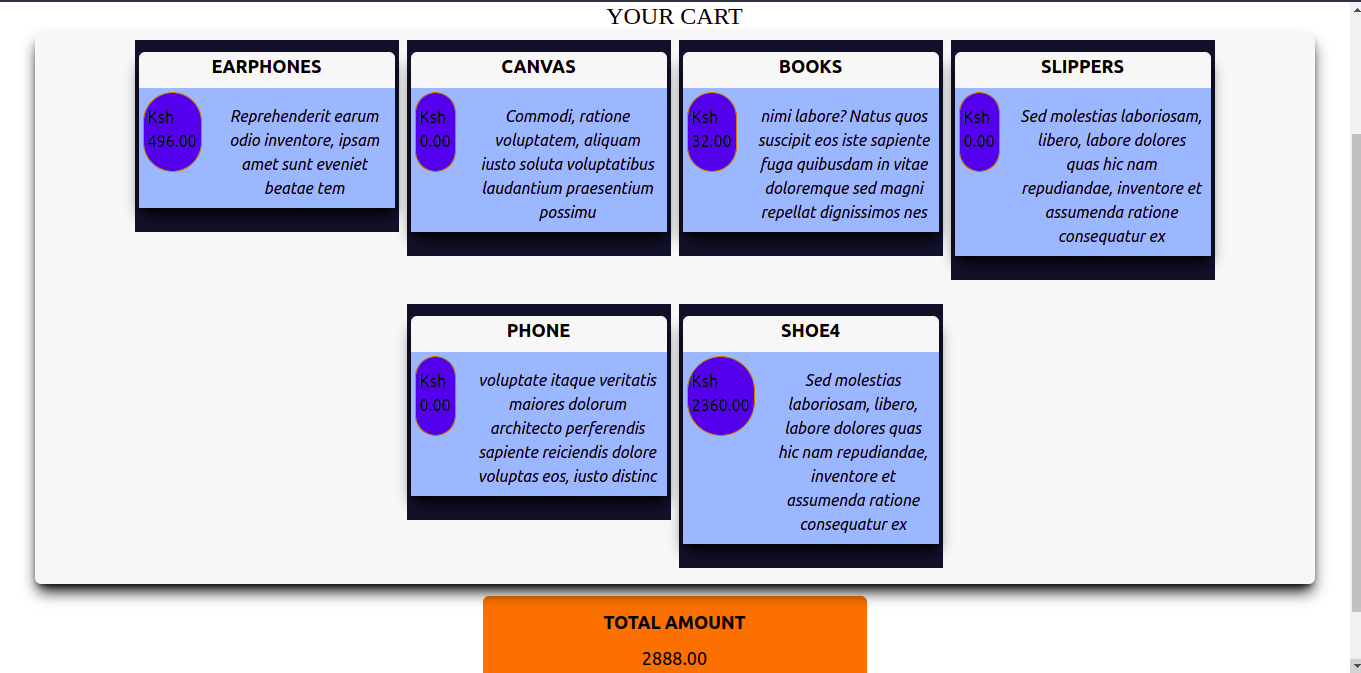 YOUR CART
EARPHONES
Ksh
496.00
Reprehenderit earum
odio inventore, ipsam
amet sunt eveniet
beatae tem
CANVAS
Ksh
0.00
Commodi, ratione
voluptatem, aliquam
iusto soluta voluptatibus
laudantium praesentium
possimu
BOOKS
Ksh
32.00
nimi labore? Natus quos
suscipit eos iste sapiente
fuga quibusdam in vitae
doloremque sed magni
repellat dignissimos nes
SLIPPERS
Ksh
0.00
Sed molestias laboriosam,
libero, labore dolores
quas hic nam
repudiandae, inventore et
assumenda ratione
consequatur ex
PHONE
Ksh
0.00
voluptate itaque veritatis
maiores dolorum
architecto perferendis
sapiente reiciendis dolore
voluptas eos, iusto distinc
SHOE4
Ksh
2360.00
Sed molestias
laboriosam, libero,
labore dolores quas
hic nam repudiandae,
inventore et
assumenda ratione
consequatur ex
TOTAL AMOUNT
2888.00